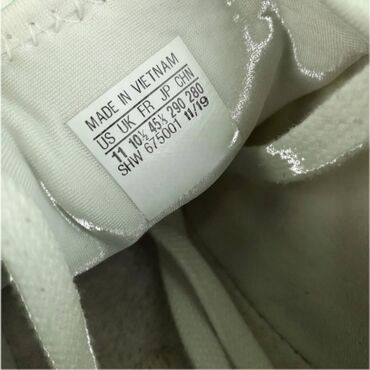 MADE IN VIETNAM
US UK FR JP CHN
11 10½ 45⅓ 290 280
SHW 675001 11/19